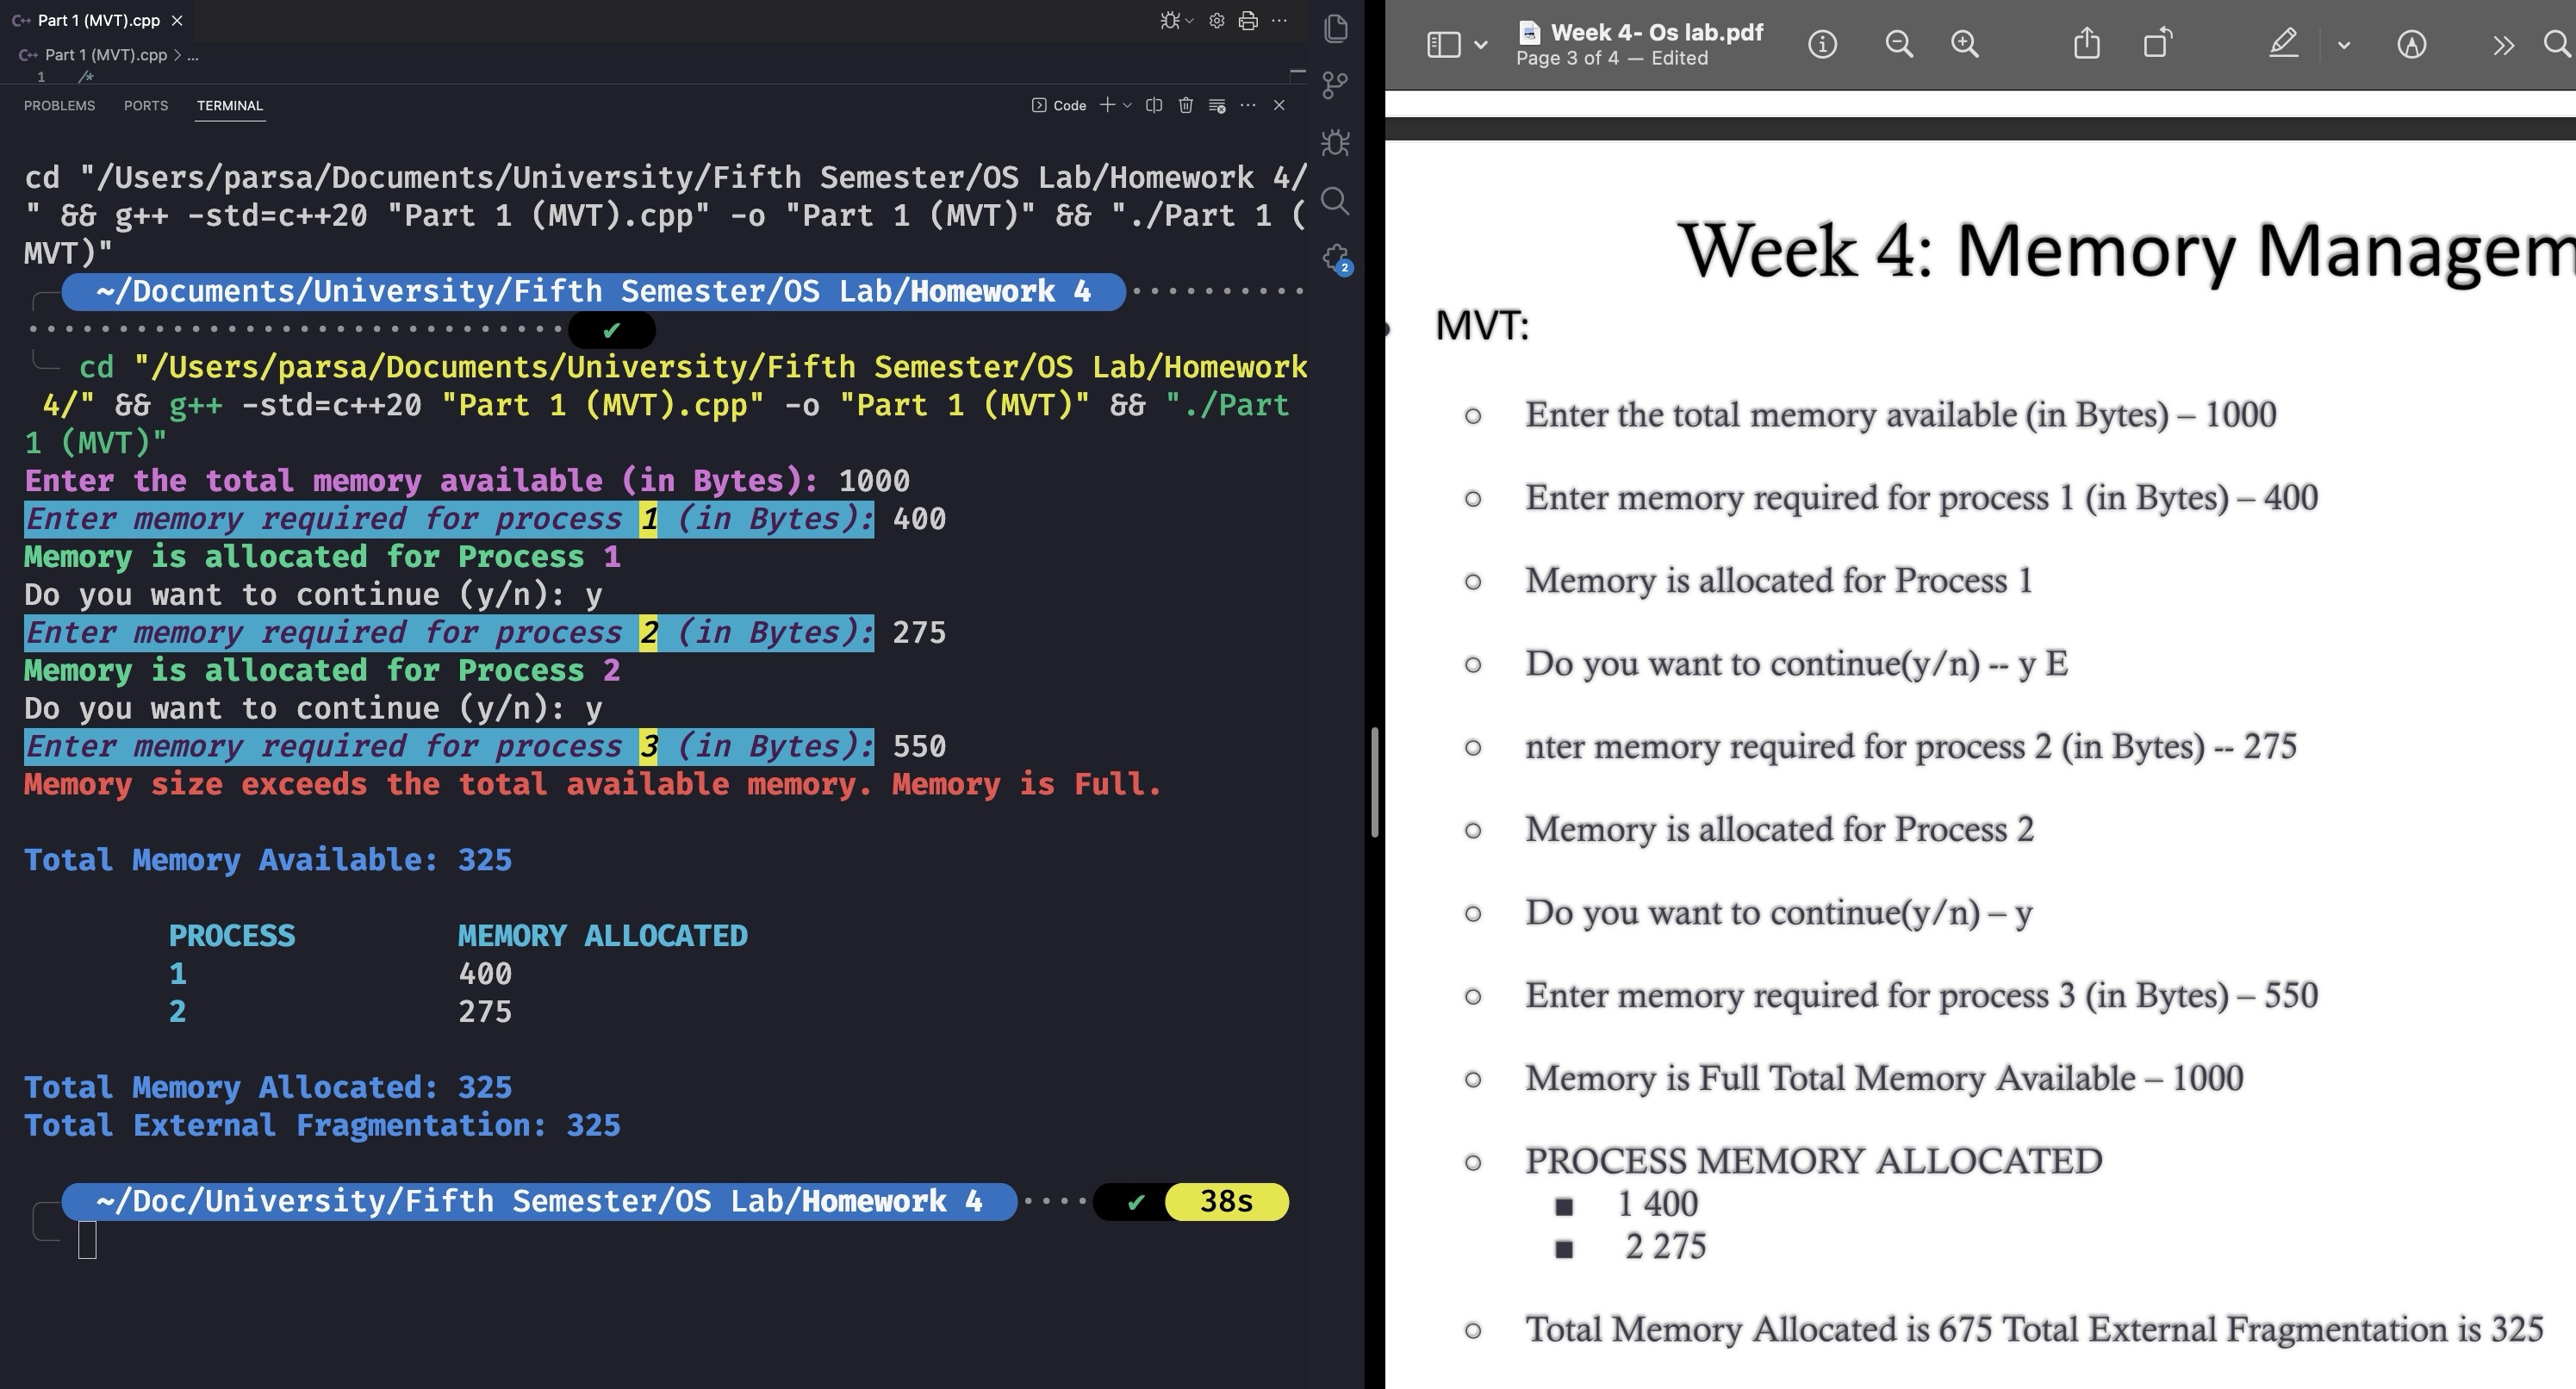 C++ Part 1 (MVT).cpp ×
C++ Part 1 (MVT).cpp > ...
1 /*
PROBLEMS PORTS TERMINAL
Code
cd "/Users/parsa/Documents/University/Fifth Semester/OS Lab/Homework 4/
" && g++ -std=c++20 "Part 1 (MVT).cpp" -o "Part 1 (MVT)" && "./Part 1 (
MVT)"
~/Documents/University/Fifth Semester/OS Lab/Homework 4
✔
cd "/Users/parsa/Documents/University/Fifth Semester/OS Lab/Homework
4/" && g++ -std=c++20 "Part 1 (MVT).cpp" -o "Part 1 (MVT)" && "./Part
1 (MVT)"
Enter the total memory available (in Bytes): 1000
Enter memory required for process 1 (in Bytes): 400
Memory is allocated for Process 1
Do you want to continue (y/n): y
Enter memory required for process 2 (in Bytes): 275
Memory is allocated for Process 2
Do you want to continue (y/n): y
Enter memory required for process 3 (in Bytes): 550
Memory size exceeds the total available memory. Memory is Full.
Total Memory Available: 325
PROCESS MEMORY ALLOCATED
1 400
2 275
Total Memory Allocated: 325
Total External Fragmentation: 325
~/Doc/University/Fifth Semester/OS Lab/Homework 4 ✔ 38s
2
Week 4- Os lab.pdf
Page 3 of 4 — Edited
Week 4: Memory Managem
MVT:
Enter the total memory available (in Bytes) – 1000
Enter memory required for process 1 (in Bytes) – 400
Memory is allocated for Process 1
Do you want to continue(y/n) -- y E
nter memory required for process 2 (in Bytes) -- 275
Memory is allocated for Process 2
Do you want to continue(y/n) – y
Enter memory required for process 3 (in Bytes) – 550
Memory is Full Total Memory Available – 1000
PROCESS MEMORY ALLOCATED
1 400
2 275
Total Memory Allocated is 675 Total External Fragmentation is 325